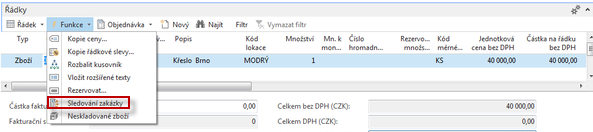 Řádky
Řádek Funkce Objednávka Nový Najít Filtr Vymazat filtr
Typ Popis Kód lokace Množství Mn. k mon... Číslo hromadn... Rezervo... množs... Kód měrné... Jednotková cena bez DPH Částka na řádku bez DPH
Zboží Křeslo Brno MODRÝ 1 KS 40 000,00 40 000,00
Kopie ceny...
Kopie řádkové slevy...
Rozbalit kusovník
Vložit rozšířené texty
Rezervovat...
Sledování zakázky
Neskladované zboží
Částka faktu 0,00 Celkem bez DPH (CZK): 40 000,00
Fakturační s 0 Celkem DPH (CZK): 0,00